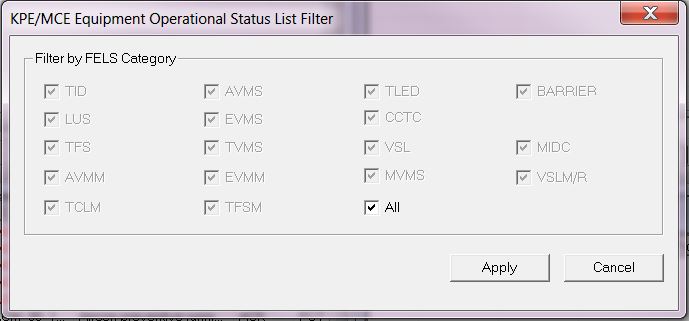 KPE/MCE Equipment Operational Status List Filter
Filter by FELS Category
TID AVMS TLED BARRIER
LUS EVMS CCTC
TFS TVMS VSL MIDC
AVMM EVMM MVMS VSLM/R
TCLM TFSM All
Apply Cancel